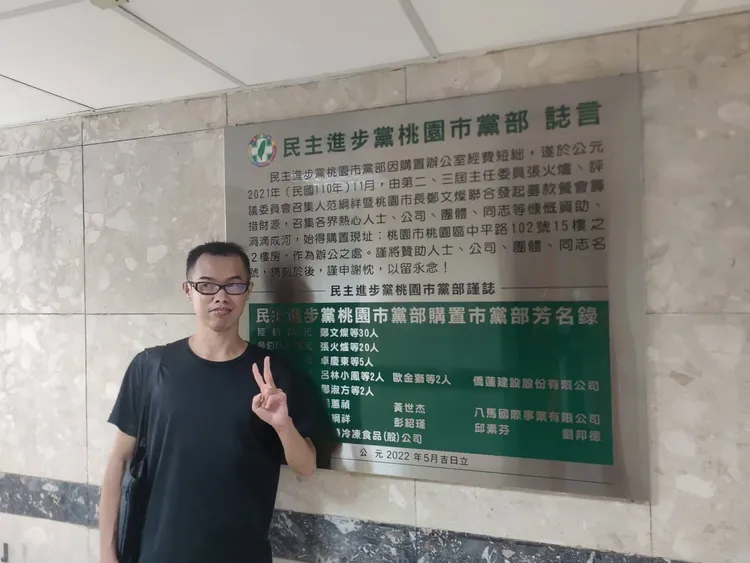 民主進步黨桃園市黨部 誌言
民主進步黨桃園市黨部因購置辦公室經費短絀，遂於公元
2021年（民國110年）11月，由第二、三屆主任委員張火爐、評
議委員會召集人范綱祥暨桃園市長鄭文燦聯合發起募款餐會籌
措財源，召集各界熱心人士、公司、團體、同志等慷慨資助、
涓滴成河，始得購置現址：桃園市桃園區中平路102號15樓之
2樓房，作為辦公之處。謹將贊助人士、公司、團體、同志名
號，鐫刻於後，謹申謝忱，以留永念！
民主進步黨桃園市黨部謹誌
民主進步黨桃園市黨部購置市黨部芳名錄
陸 元 鄭文燦等30人
元 張火爐等20人
卓慶東等5人
呂林小鳳等2人 歐金獅等2人 僑蓮建設股份有限公司
鄭淑方等2人
蕙禎 黃世杰 八馬國際事業有限公司
綱祥 彭紹瑾 邱素芬 劉邦德
冷凍食品(股)公司
公 元 2022 年5月吉日立